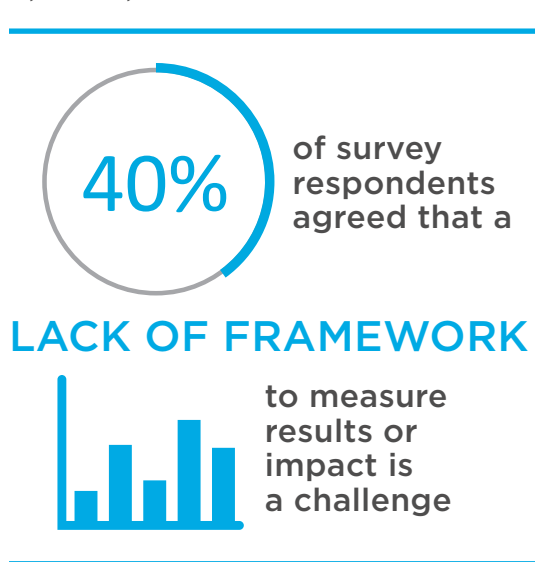 40%
of survey
respondents
agreed that a
LACK OF FRAMEWORK
to measure
results or
impact is
a challenge